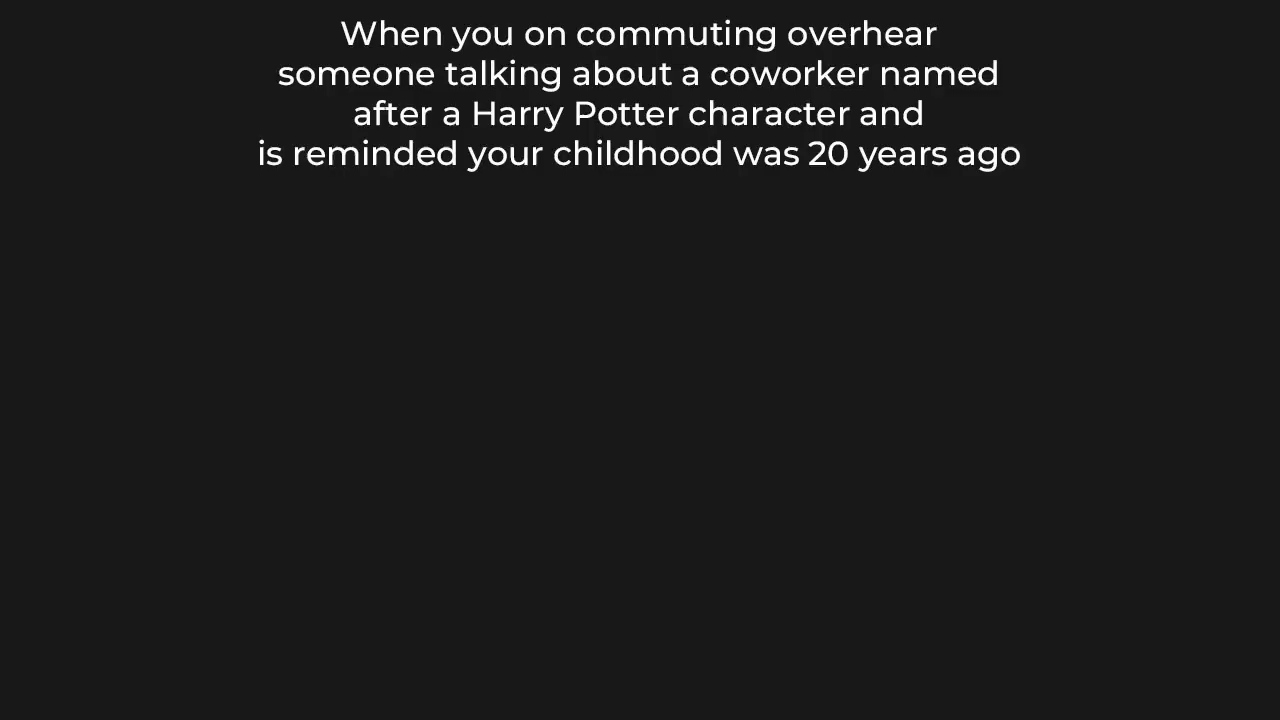 When you on commuting overhear
someone talking about a coworker named
after a Harry Potter character and
is reminded your childhood was 20 years ago